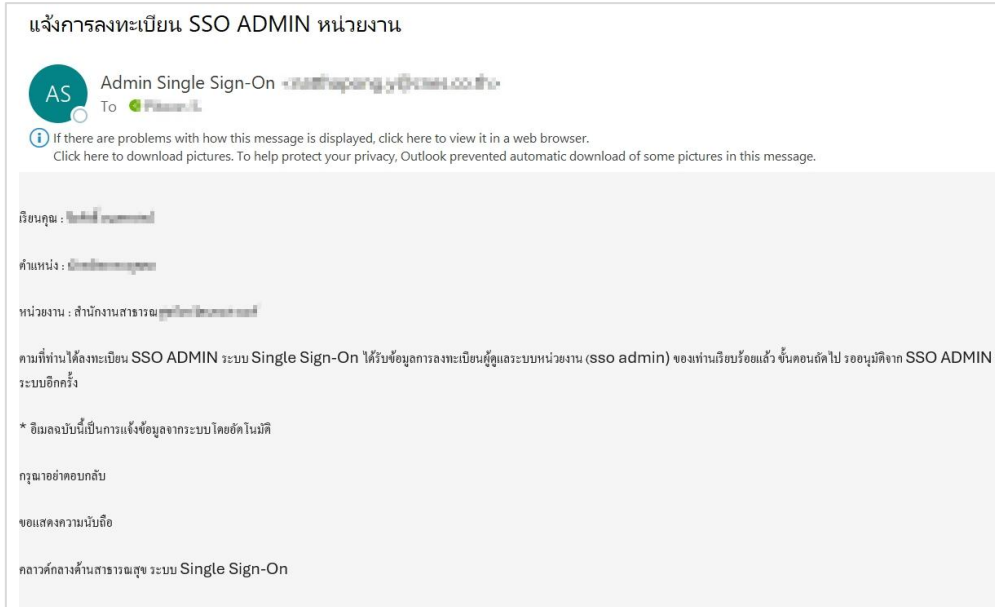 แจ้งการลงทะเบียน SSO ADMIN หน่วยงาน
AS
Admin Single Sign-On
To
If there are problems with how this message is displayed, click here to view it in a web browser.
Click here to download pictures. To help protect your privacy, Outlook prevented automatic download of some pictures in this message.
เรียนคุณ :
ตำแหน่ง :
หน่วยงาน : สำนักงานสาธารณ
ตามที่ท่านได้ลงทะเบียน SSO ADMIN ระบบ Single Sign-On ได้รับข้อมูลการลงทะเบียนผู้ดูแลระบบหน่วยงาน (sso admin) ของเท่านเรียบร้อยแล้ว ขั้นตอนถัดไป รออนุมัติจาก SSO ADMIN
ระบบอีกครั้ง
* อีเมลฉบับนี้เป็นการแจ้งข้อมูลจากระบบโดยอัตโนมัติ
กรุณาอย่าตอบกลับ
ขอแสดงความนับถือ
คลาวด์กลางด้านสาธารณสุข ระบบ Single Sign-On